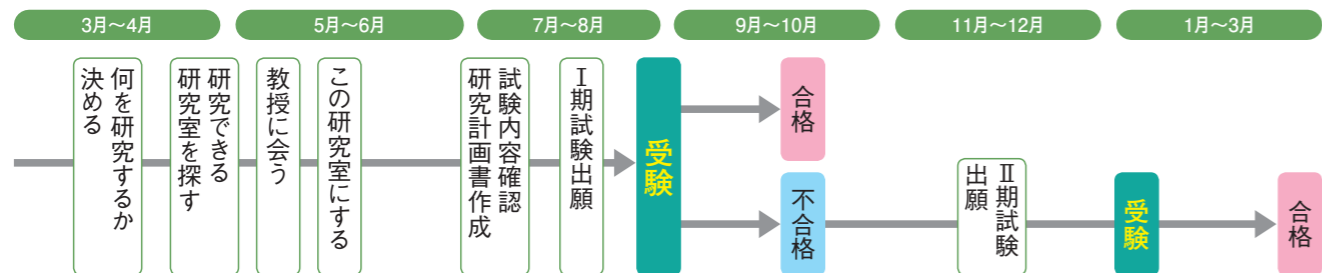 3月〜4月
5月〜6月
7月〜8月
9月〜10月
11月〜12月
1月〜3月
何を研究するか
決める
研究できる
研究室を探す
教授に会う
この研究室にする
試験内容確認
研究計画書作成
Ⅰ期試験出願
受験
合格
不合格
Ⅱ期試験
出願
受験
合格